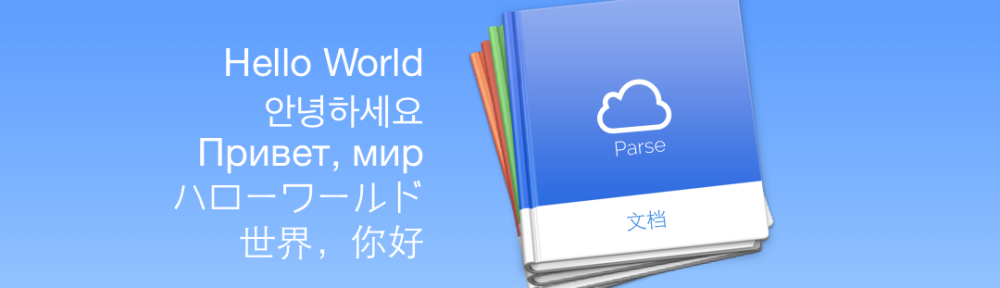 Hello World
안녕하세요
Привет, мир
ハローワールド
世界，你好
Parse
文档